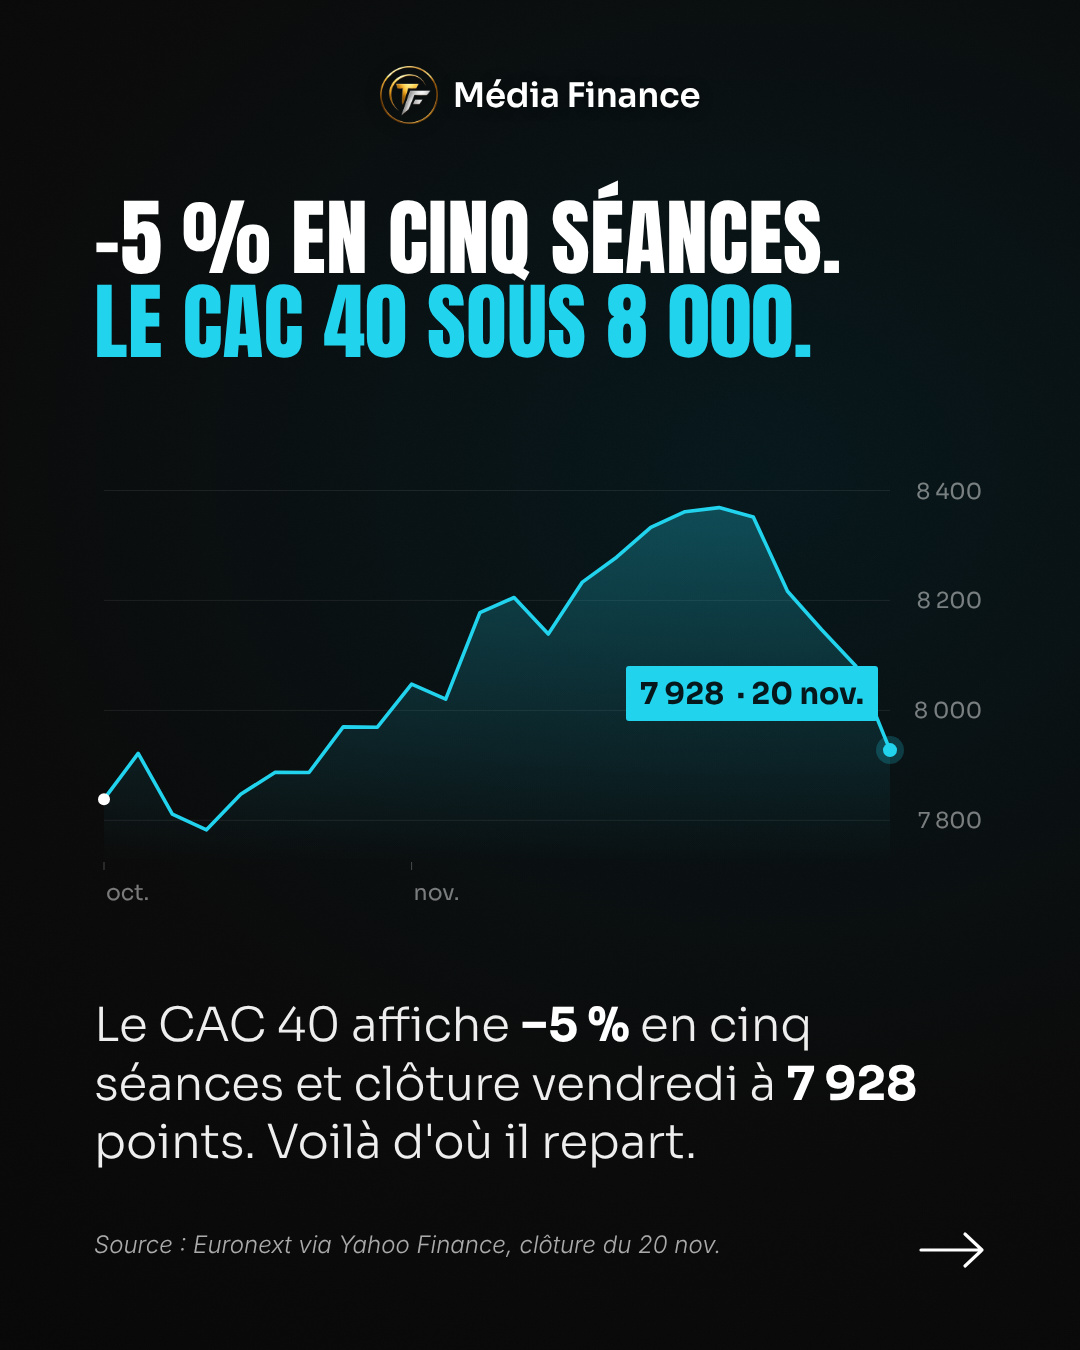 TF Média Finance
-5 % EN CINQ SÉANCES.
LE CAC 40 SOUS 8 000.
8 400
8 200
7 928 · 20 nov.
8 000
7 800
oct.
nov.
Le CAC 40 affiche −5 % en cinq
séances et clôture vendredi à 7 928
points. Voilà d'où il repart.
Source : Euronext via Yahoo Finance, clôture du 20 nov.